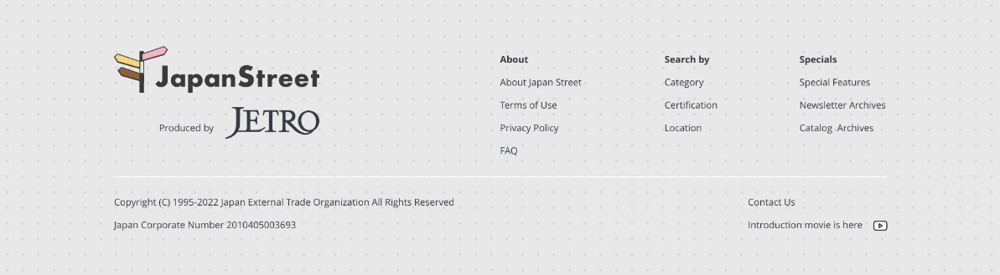 JapanStreet
Produced by JETRO
About
About Japan Street
Terms of Use
Privacy Policy
FAQ
Search by
Category
Certification
Location
Specials
Special Features
Newsletter Archives
Catalog Archives
Copyright (C) 1995-2022 Japan External Trade Organization All Rights Reserved
Japan Corporate Number 2010405003693
Contact Us
Introduction movie is here